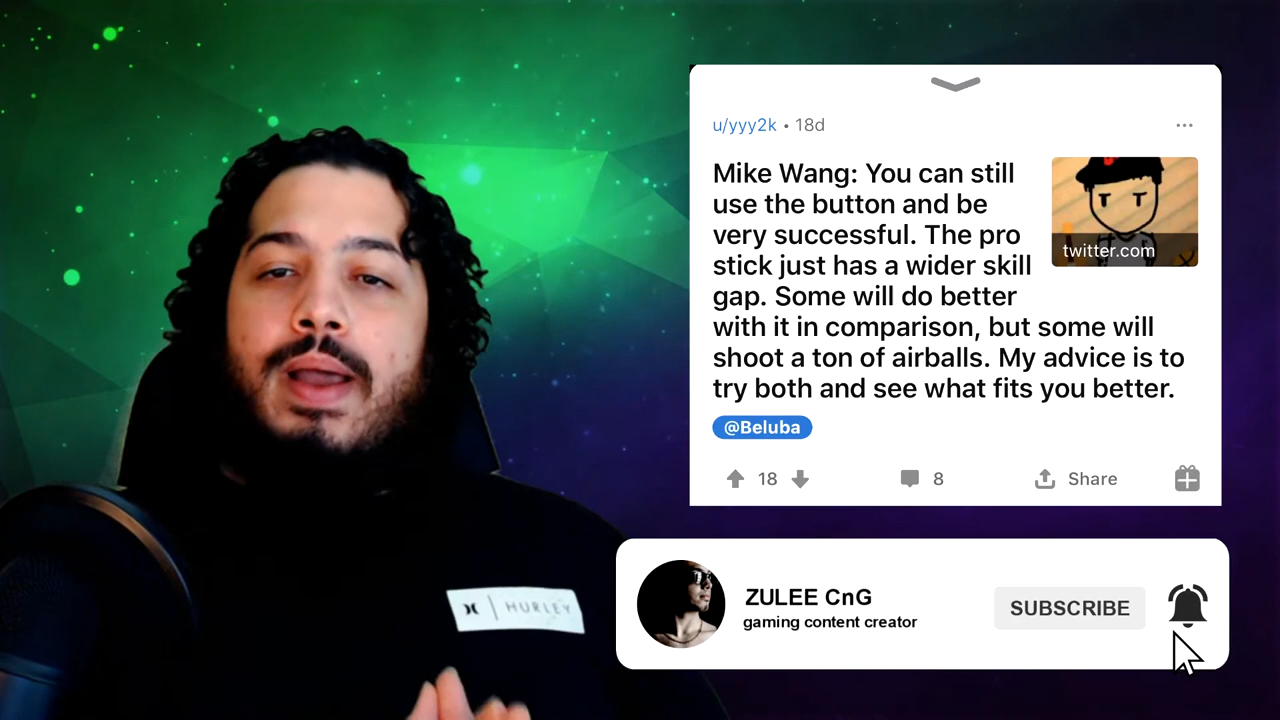 u/yyy2k • 18d
Mike Wang: You can still
use the button and be
very successful. The pro
stick just has a wider skill
gap. Some will do better
with it in comparison, but some will
shoot a ton of airballs. My advice is to
try both and see what fits you better.
twitter.com
@Beluba
18
8
Share
HURLEY
ZULEE CnG
gaming content creator
SUBSCRIBE